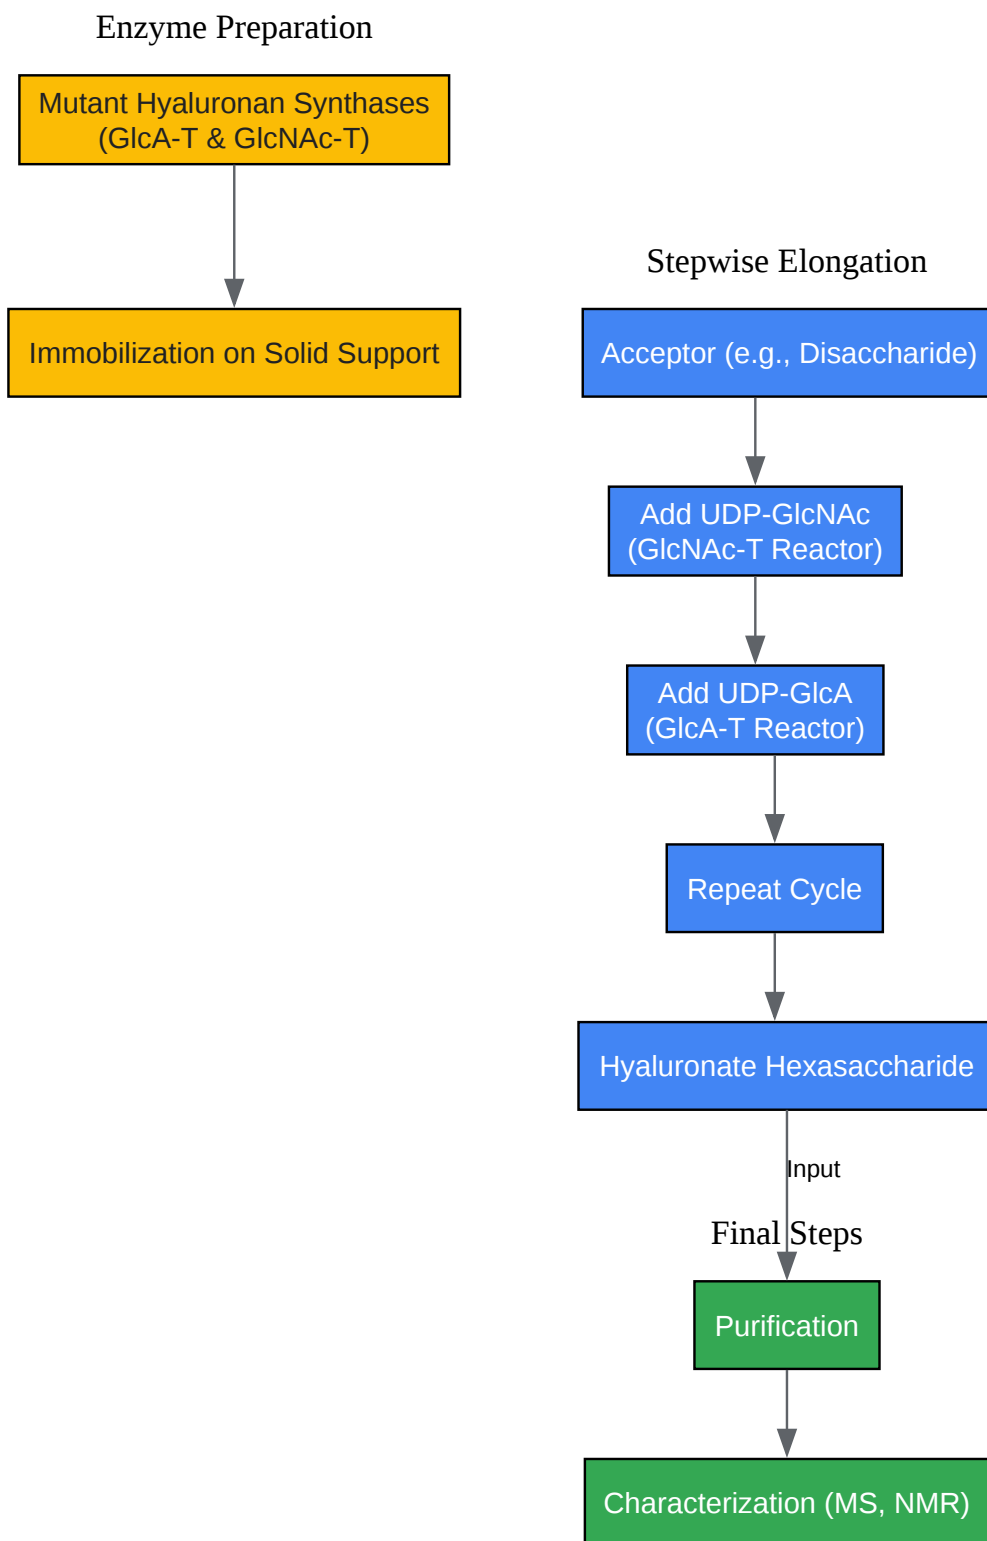 Enzyme Preparation
Mutant Hyaluronan Synthases
(GlcA-T & GlcNAc-T)
Immobilization on Solid Support
Stepwise Elongation
Acceptor (e.g., Disaccharide)
Add UDP-GlcNAc
(GlcNAc-T Reactor)
Add UDP-GlcA
(GlcA-T Reactor)
Repeat Cycle
Hyaluronate Hexasaccharide
Input
Final Steps
Purification
Characterization (MS, NMR)